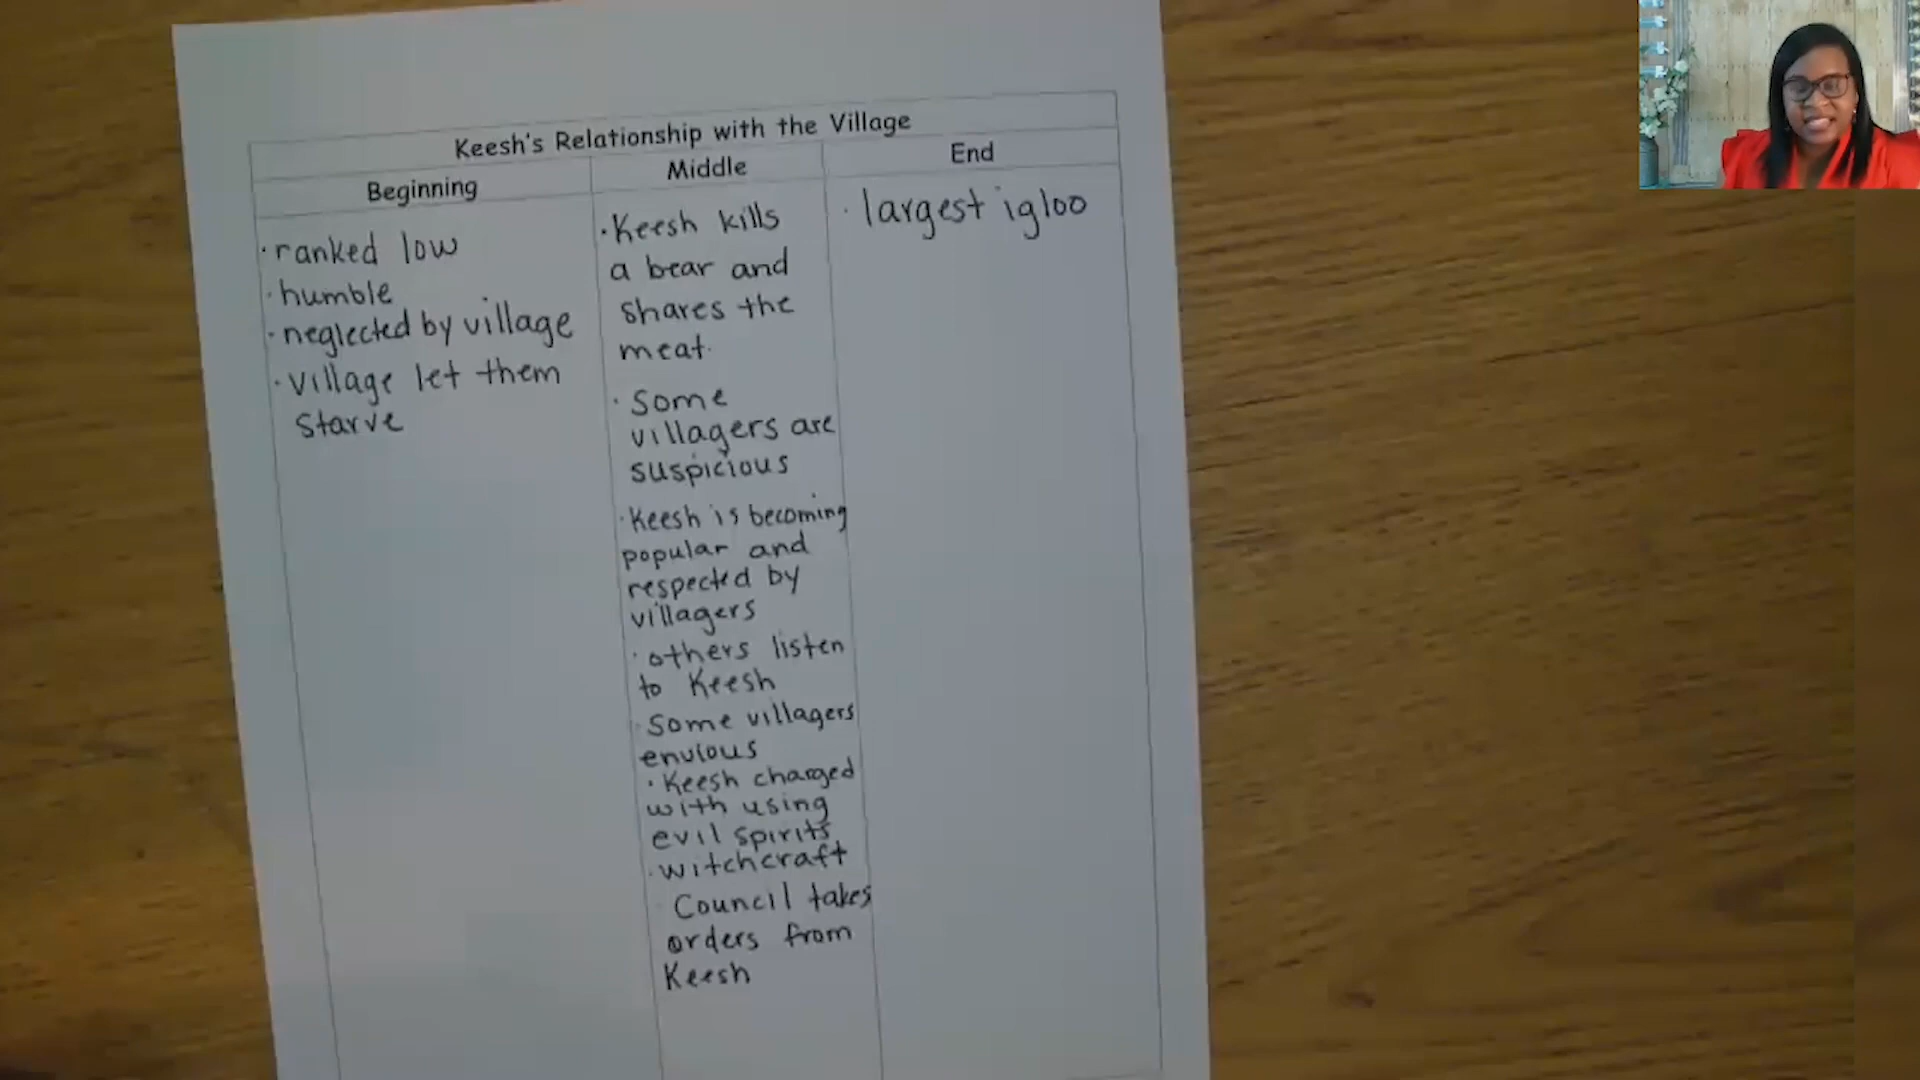 Keesh's Relationship with the Village
Beginning
Middle
End
· ranked low
· humble
· neglected by village
· village let them
starve
· Keesh kills
a bear and
shares the
meat.
· Some
villagers are
suspicious
· Keesh is becoming
popular and
respected by
villagers
· others listen
to Keesh
· Some villagers
envious
· Keesh charged
with using
evil spirits
· witchcraft
· Council takes
orders from
Keesh
· largest igloo